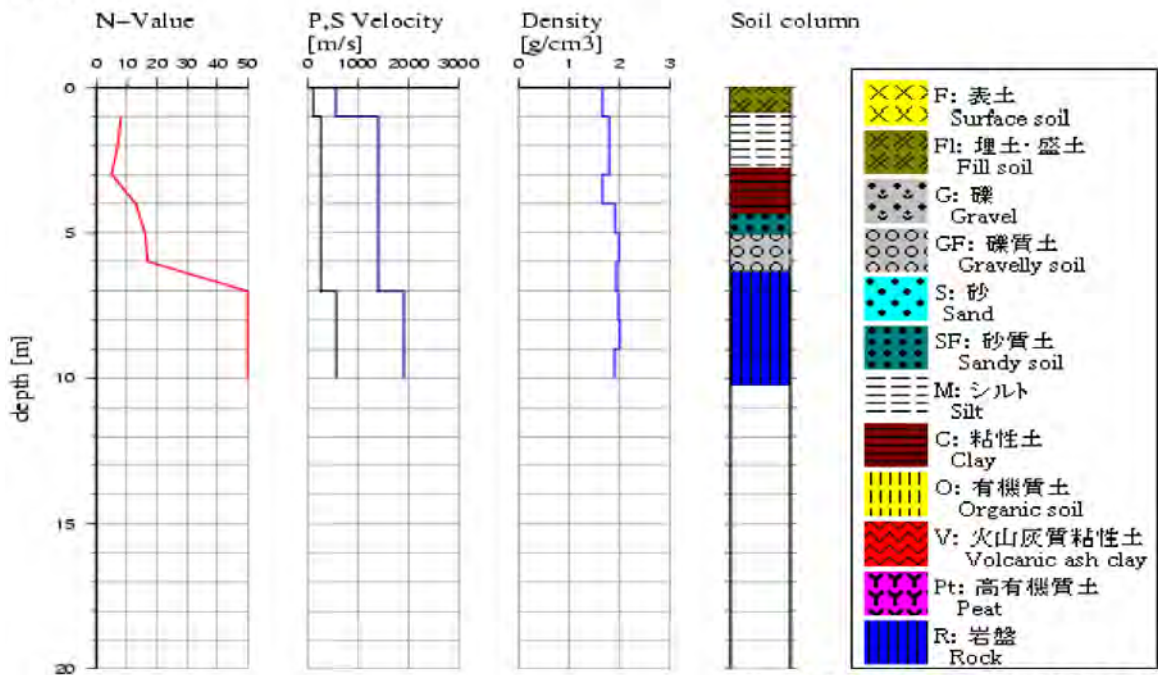 N-Value
P,S Velocity
[m/s]
Density
[g/cm3]
Soil column
0 10 20 30 40 50
0 1000 2000 3000
0 1 2 3
depth [m]
0
5
10
15
20
F: 表土
Surface soil
Fl: 埋土・盛土
Fill soil
G: 礫
Gravel
GF: 礫質土
Gravelly soil
S: 砂
Sand
SF: 砂質土
Sandy soil
M: シルト
Silt
C: 粘性土
Clay
O: 有機質土
Organic soil
V: 火山灰質粘性土
Volcanic ash clay
Pt: 高有機質土
Peat
R: 岩盤
Rock